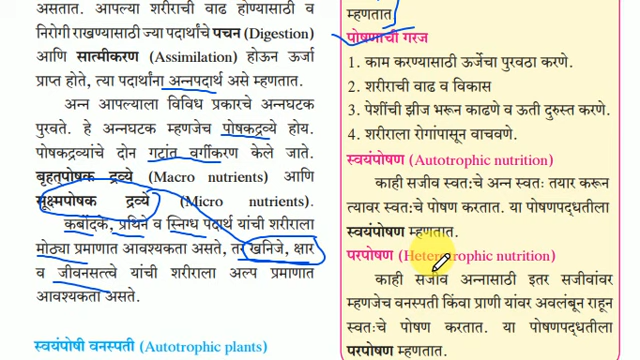 असतात. आपल्या शरीराची वाढ होण्यासाठी व
निरोगी राखण्यासाठी ज्या पदार्थांचे पचन (Digestion)
आणि सात्मीकरण (Assimilation) होऊन ऊर्जा
प्राप्त होते, त्या पदार्थांना अन्नपदार्थ असे म्हणतात.
अन्न आपल्याला विविध प्रकारचे अन्नघटक
पुरवते. हे अन्नघटक म्हणजेच पोषकद्रव्ये होय.
पोषकद्रव्यांचे दोन गटांत वर्गीकरण केले जाते.
बृहत्पोषक द्रव्ये (Macro nutrients) आणि
सूक्ष्मपोषक द्रव्ये (Micro nutrients).
कर्बोदके, प्रथिने व स्निग्ध पदार्थ यांची शरीराला
मोठ्या प्रमाणात आवश्यकता असते, तर खनिजे, क्षार
व जीवनसत्त्वे यांची शरीराला अल्प प्रमाणात
आवश्यकता असते.
स्वयंपोषी वनस्पती (Autotrophic plants)
म्हणतात
पोषणाची गरज
1. काम करण्यासाठी ऊर्जेचा पुरवठा करणे.
2. शरीराची वाढ व विकास
3. पेशींची झीज भरून काढणे व ऊती दुरुस्त करणे.
4. शरीराला रोगांपासून वाचवणे.
स्वयंपोषण (Autotrophic nutrition)
काही सजीव स्वतःचे अन्न स्वतः तयार करून
त्यावर स्वतःचे पोषण करतात. या पोषणपद्धतीला
स्वयंपोषण म्हणतात.
परपोषण (Heterotrophic nutrition)
काही सजीव अन्नासाठी इतर सजीवांवर
म्हणजेच वनस्पती किंवा प्राणी यांवर अवलंबून राहून
स्वतःचे पोषण करतात. या पोषणपद्धतीला
परपोषण म्हणतात.